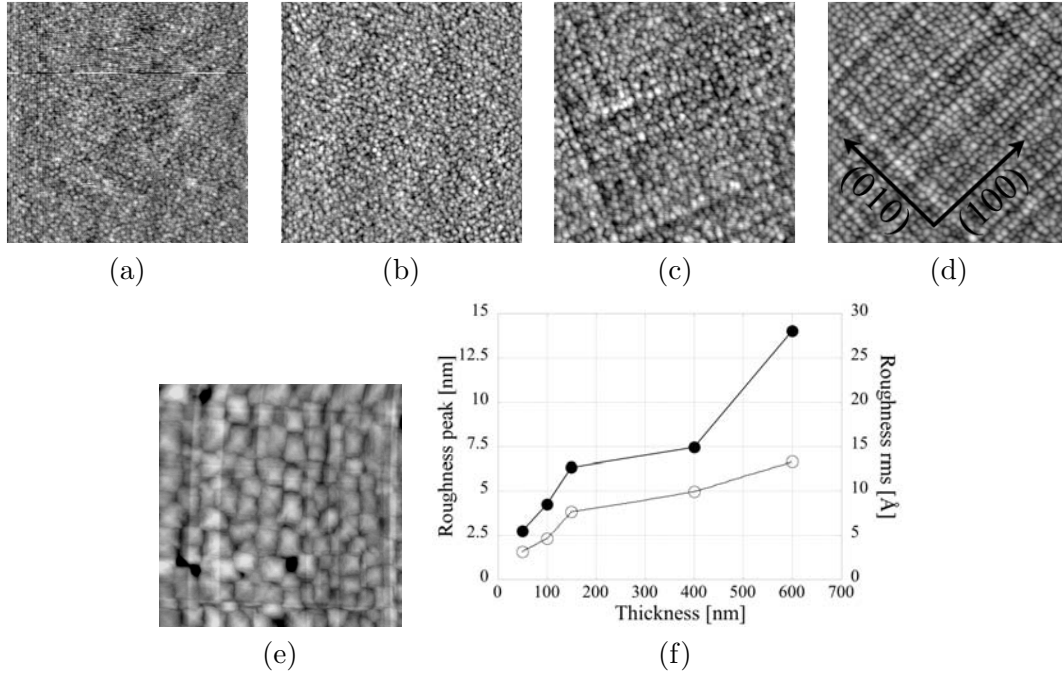 (010)
(100)
(a)
(b)
(c)
(d)
15
12.5
10
7.5
5
2.5
0
Roughness peak [nm]
30
25
20
15
10
5
0
Roughness rms [Å]
0 100 200 300 400 500 600 700
Thickness [nm]
(e)
(f)